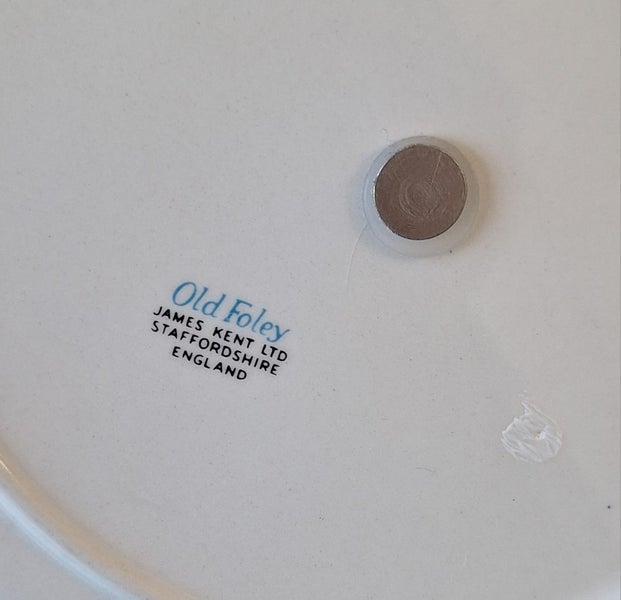 Old Foley
JAMES KENT LTD
STAFFORDSHIRE
ENGLAND